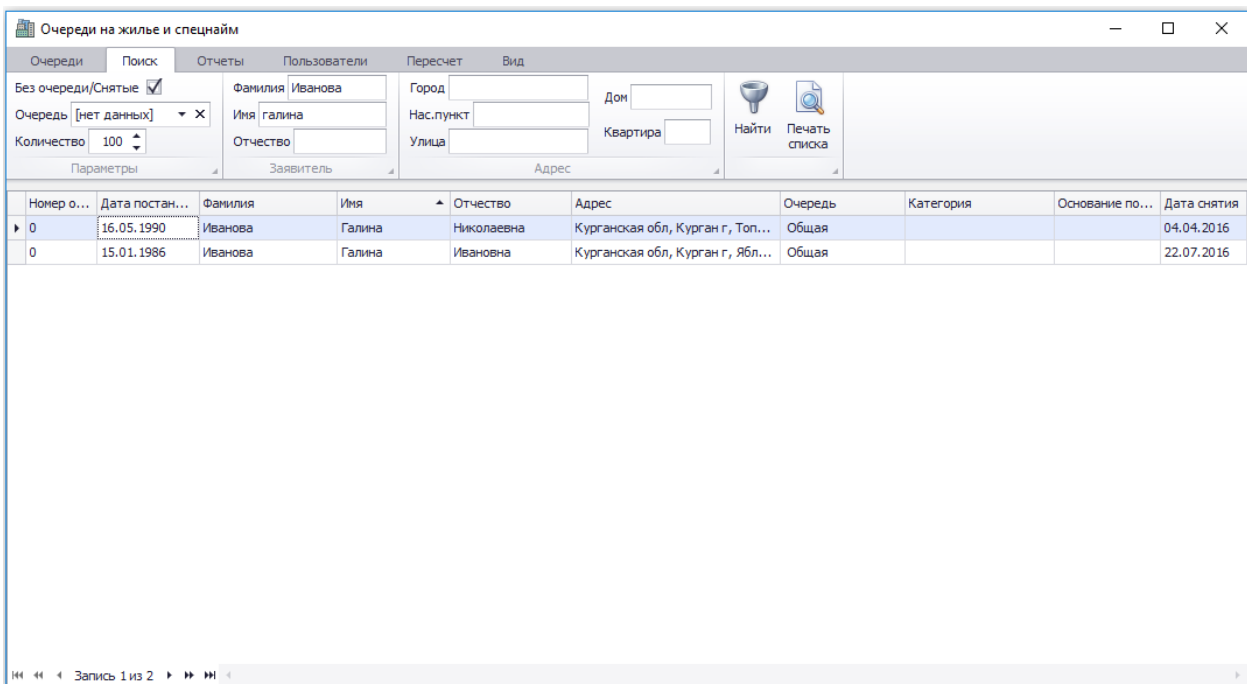 Очереди на жилье и спецнайм
Очереди Поиск Отчеты Пользователи Пересчет Вид
Без очереди/Снятые Фамилия Иванова Город Дом
Очередь [нет данных] Имя галина Нас.пункт
Количество 100 Отчество Улица Квартира Найти Печать списка
Параметры Заявитель Адрес
Номер о... Дата постан... Фамилия Имя Отчество Адрес Очередь Категория Основание по... Дата снятия
0 16.05.1990 Иванова Галина Николаевна Курганская обл, Курган г, Топ... Общая 04.04.2016
0 15.01.1986 Иванова Галина Ивановна Курганская обл, Курган г, Ябл... Общая 22.07.2016
Запись 1 из 2